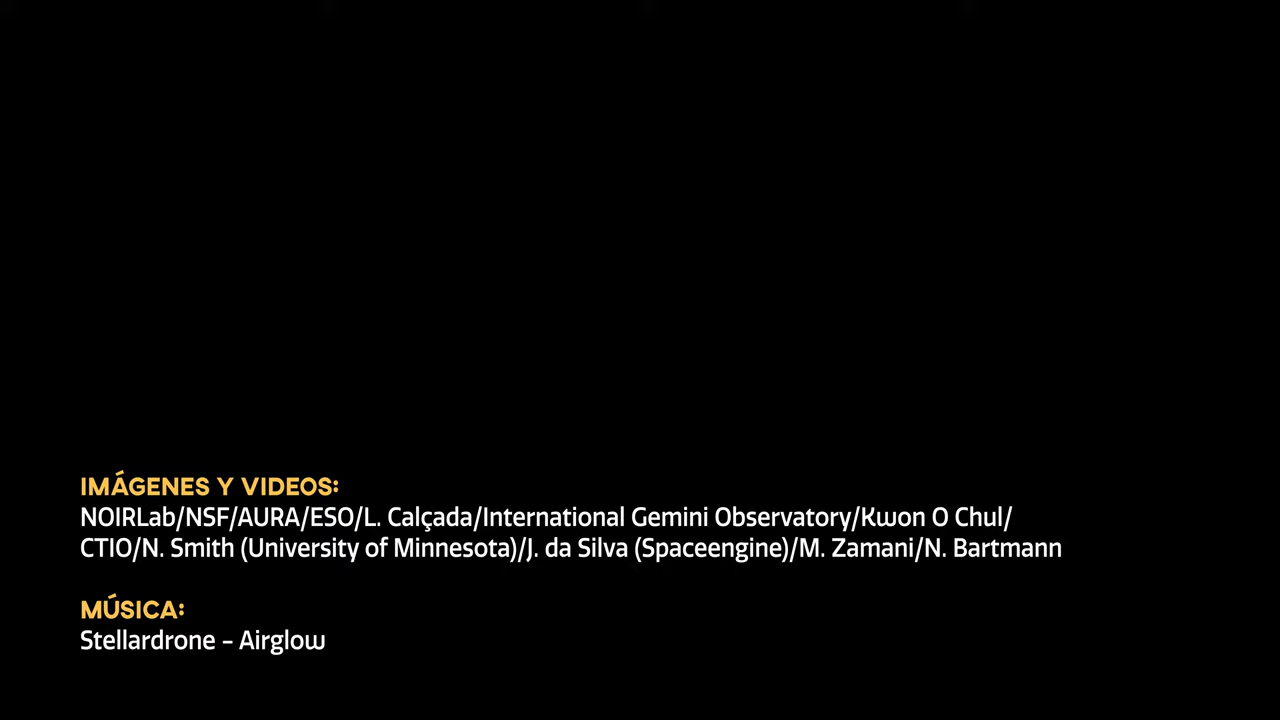 IMÁGENES Y VIDEOS:
NOIRLab/NSF/AURA/ESO/L. Calçada/International Gemini Observatory/Kwon O Chul/
CTIO/N. Smith (University of Minnesota)/J. da Silva (Spaceengine)/M. Zamani/N. Bartmann
MÚSICA:
Stellardrone - Airglow